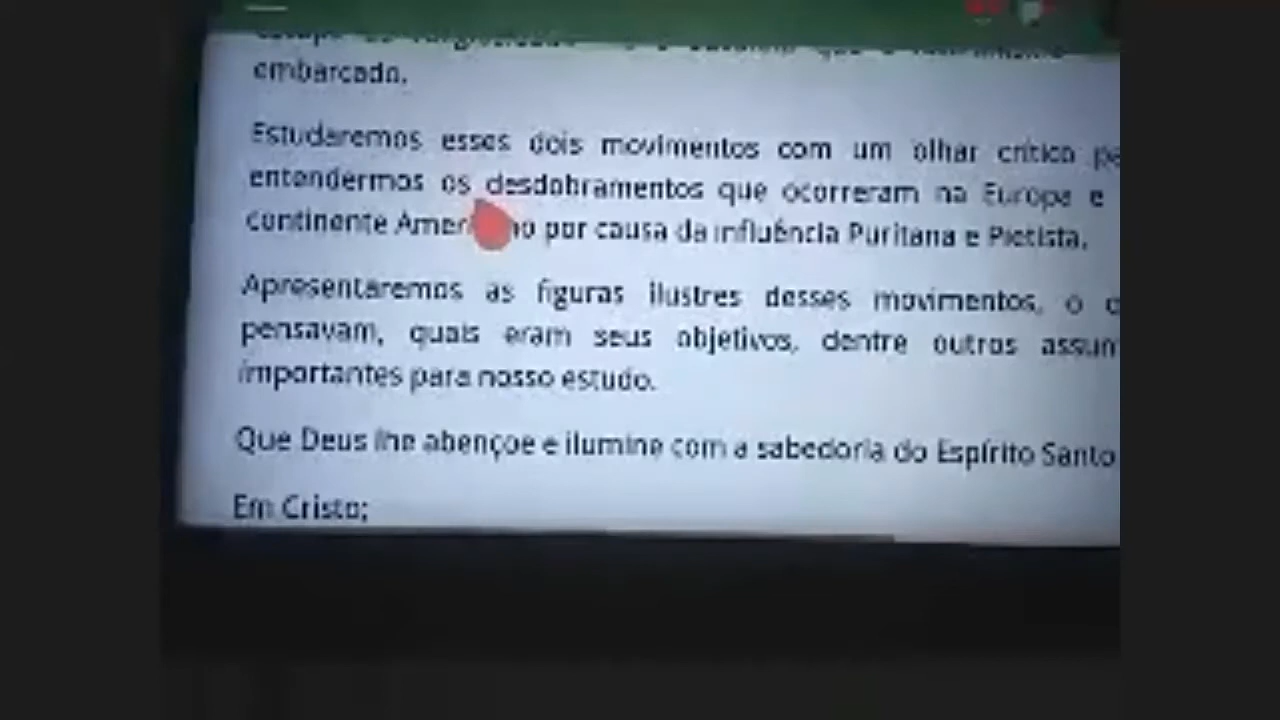 embarcado.
Estudaremos esses dois movimentos com um olhar crítico
entendermos os desdobramentos que ocorreram na Europa e
continente por causa da influência Puritana e Pietista.
Apresentaremos as figuras ilustres desses movimentos, o
pensavam, quais eram seus objetivos, dentre outros
importantes para nosso estudo.
Que Deus lhe abençoe e ilumine com a sabedoria do Espírito Santo
Em Cristo;